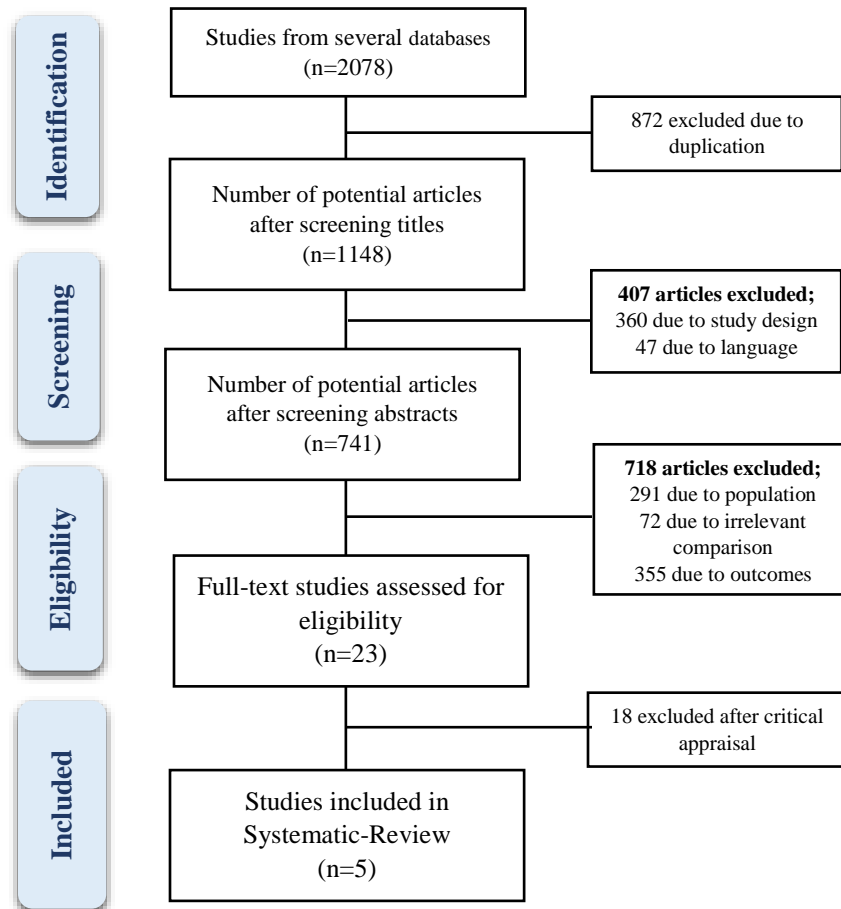 Identification
Studies from several databases
(n=2078)
872 excluded due to
duplication
Number of potential articles
after screening titles
(n=1148)
Screening
407 articles excluded;
360 due to study design
47 due to language
Number of potential articles
after screening abstracts
(n=741)
Eligibility
718 articles excluded;
291 due to population
72 due to irrelevant
comparison
355 due to outcomes
Full-text studies assessed for
eligibility
(n=23)
Included
18 excluded after critical
appraisal
Studies included in
Systematic-Review
(n=5)